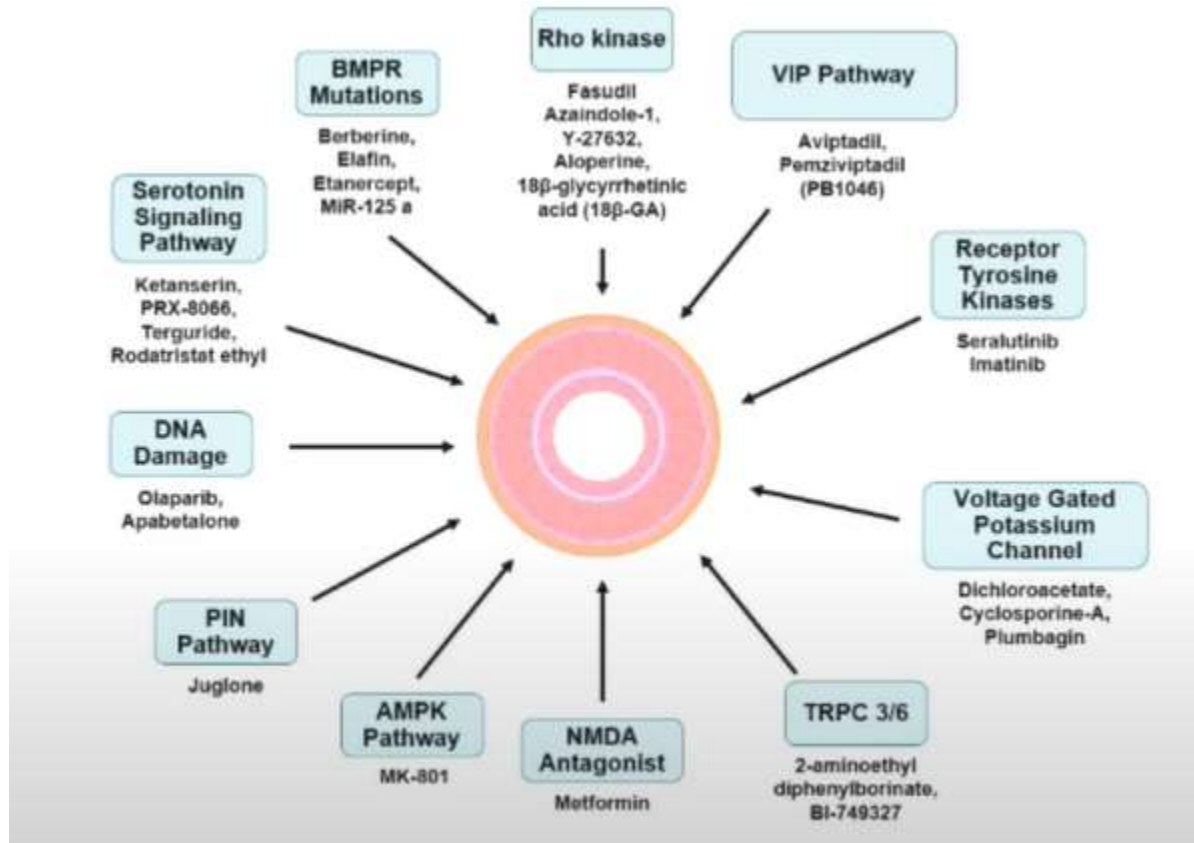 Rho kinase
Fasudil
Azaindole-1,
Y-27632,
Aloperine,
18β-glycyrrhetinic
acid (18β-GA)
VIP Pathway
Aviptadil,
Pemziviptadil
(PB1046)
BMPR
Mutations
Berberine,
Elafin,
Etanercept,
MiR-125 a
Serotonin
Signaling
Pathway
Ketanserin,
PRX-8066,
Terguride,
Rodatristat ethyl
Receptor
Tyrosine
Kinases
Seralutinib
Imatinib
DNA
Damage
Olaparib,
Apabetalone
Voltage Gated
Potassium
Channel
Dichloroacetate,
Cyclosporine-A,
Plumbagin
PIN
Pathway
Juglone
AMPK
Pathway
MK-801
NMDA
Antagonist
Metformin
TRPC 3/6
2-aminoethyl
diphenylborinate,
BI-749327